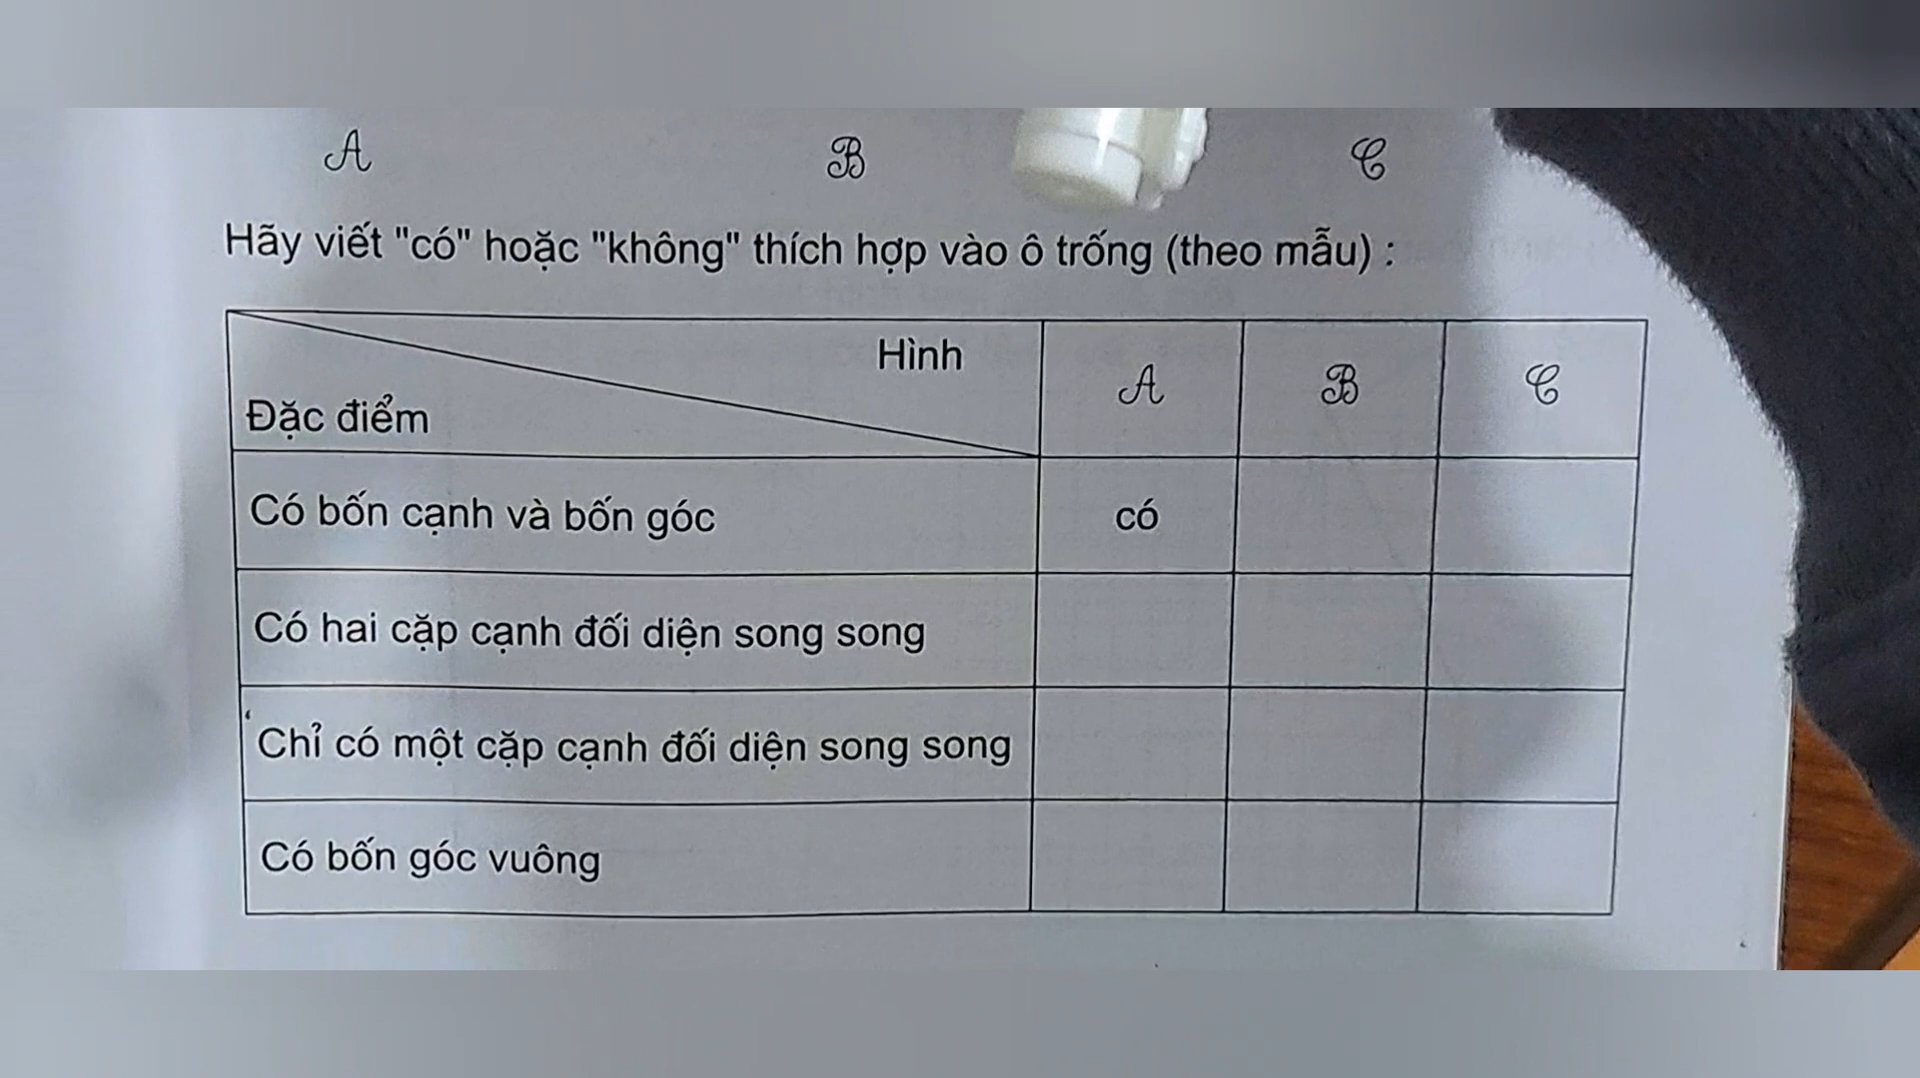 A B C
Hãy viết "có" hoặc "không" thích hợp vào ô trống (theo mẫu) :
Hình
Đặc điểm
A B C
Có bốn cạnh và bốn góc có
Có hai cặp cạnh đối diện song song
Chỉ có một cặp cạnh đối diện song song
Có bốn góc vuông